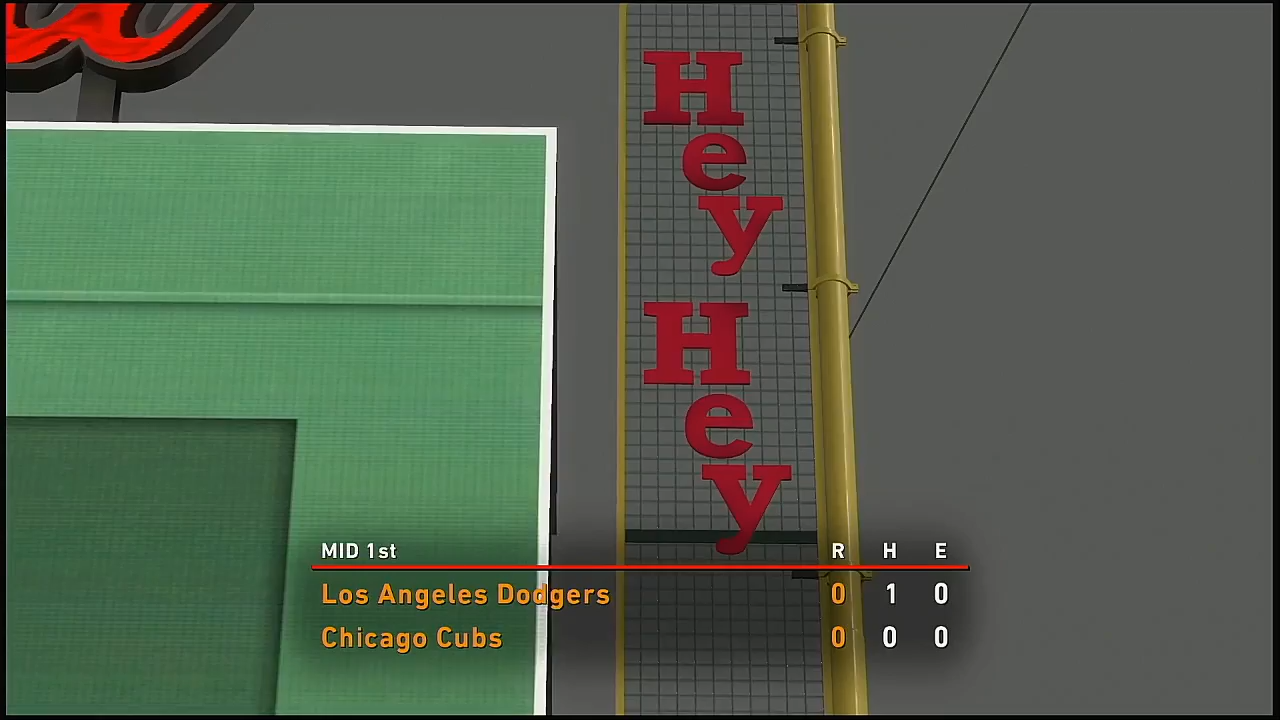 Hey
Hey
MID 1st R H E
Los Angeles Dodgers 0 1 0
Chicago Cubs 0 0 0